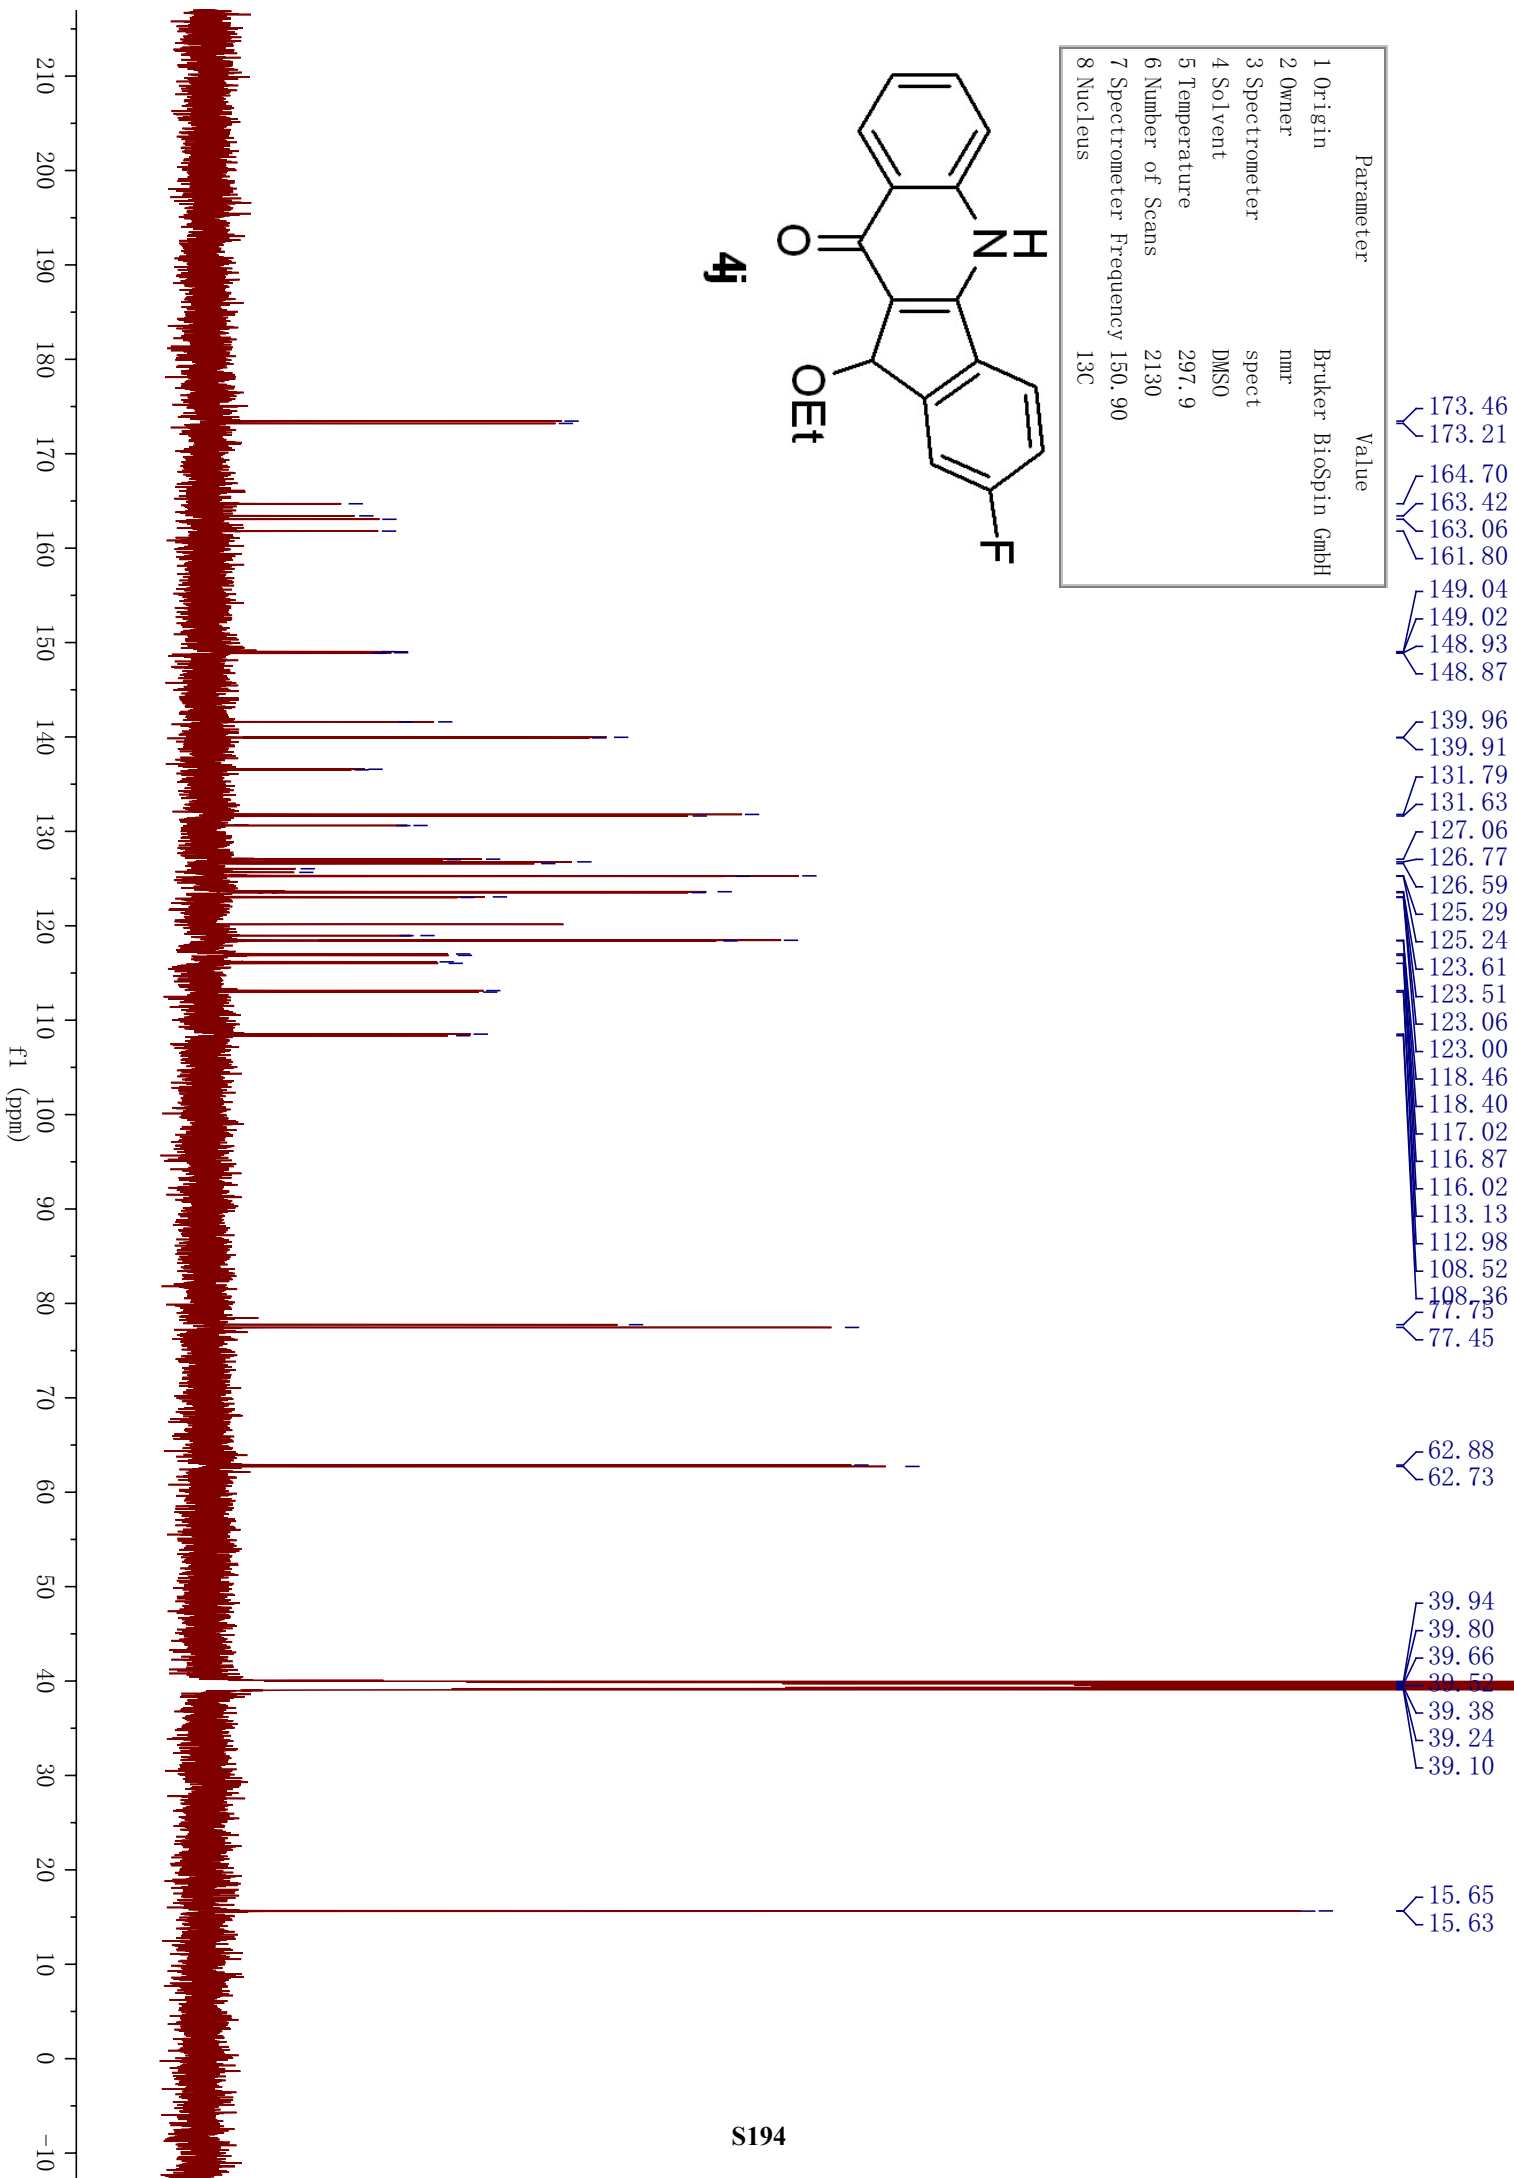 Parameter Value
1 Origin Bruker BioSpin GmbH
2 Owner nmr
3 Spectrometer spect
4 Solvent DMSO
5 Temperature 297.9
6 Number of Scans 2130
7 Spectrometer Frequency 150.90
8 Nucleus 13C
H
N
O
OEt
F
4j
173.46
173.21
164.70
163.42
163.06
161.80
149.04
149.02
148.93
148.87
139.96
139.91
131.79
131.63
127.06
126.77
126.59
125.29
125.24
123.61
123.51
123.06
123.00
118.46
118.40
117.02
116.87
116.02
113.13
112.98
108.52
108.36
77.75
77.45
62.88
62.73
39.94
39.80
39.66
39.52
39.38
39.24
39.10
15.65
15.63
210 200 190 180 170 160 150 140 130 120 110 100 90 80 70 60 50 40 30 20 10 0 -10
f1 (ppm)
S194